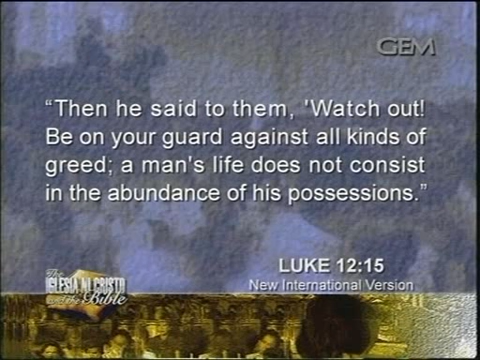 GEM
“Then he said to them, 'Watch out!
Be on your guard against all kinds of
greed; a man's life does not consist
in the abundance of his possessions.”
LUKE 12:15
New International Version
The
IGLESIA NI CRISTO
and the Bible